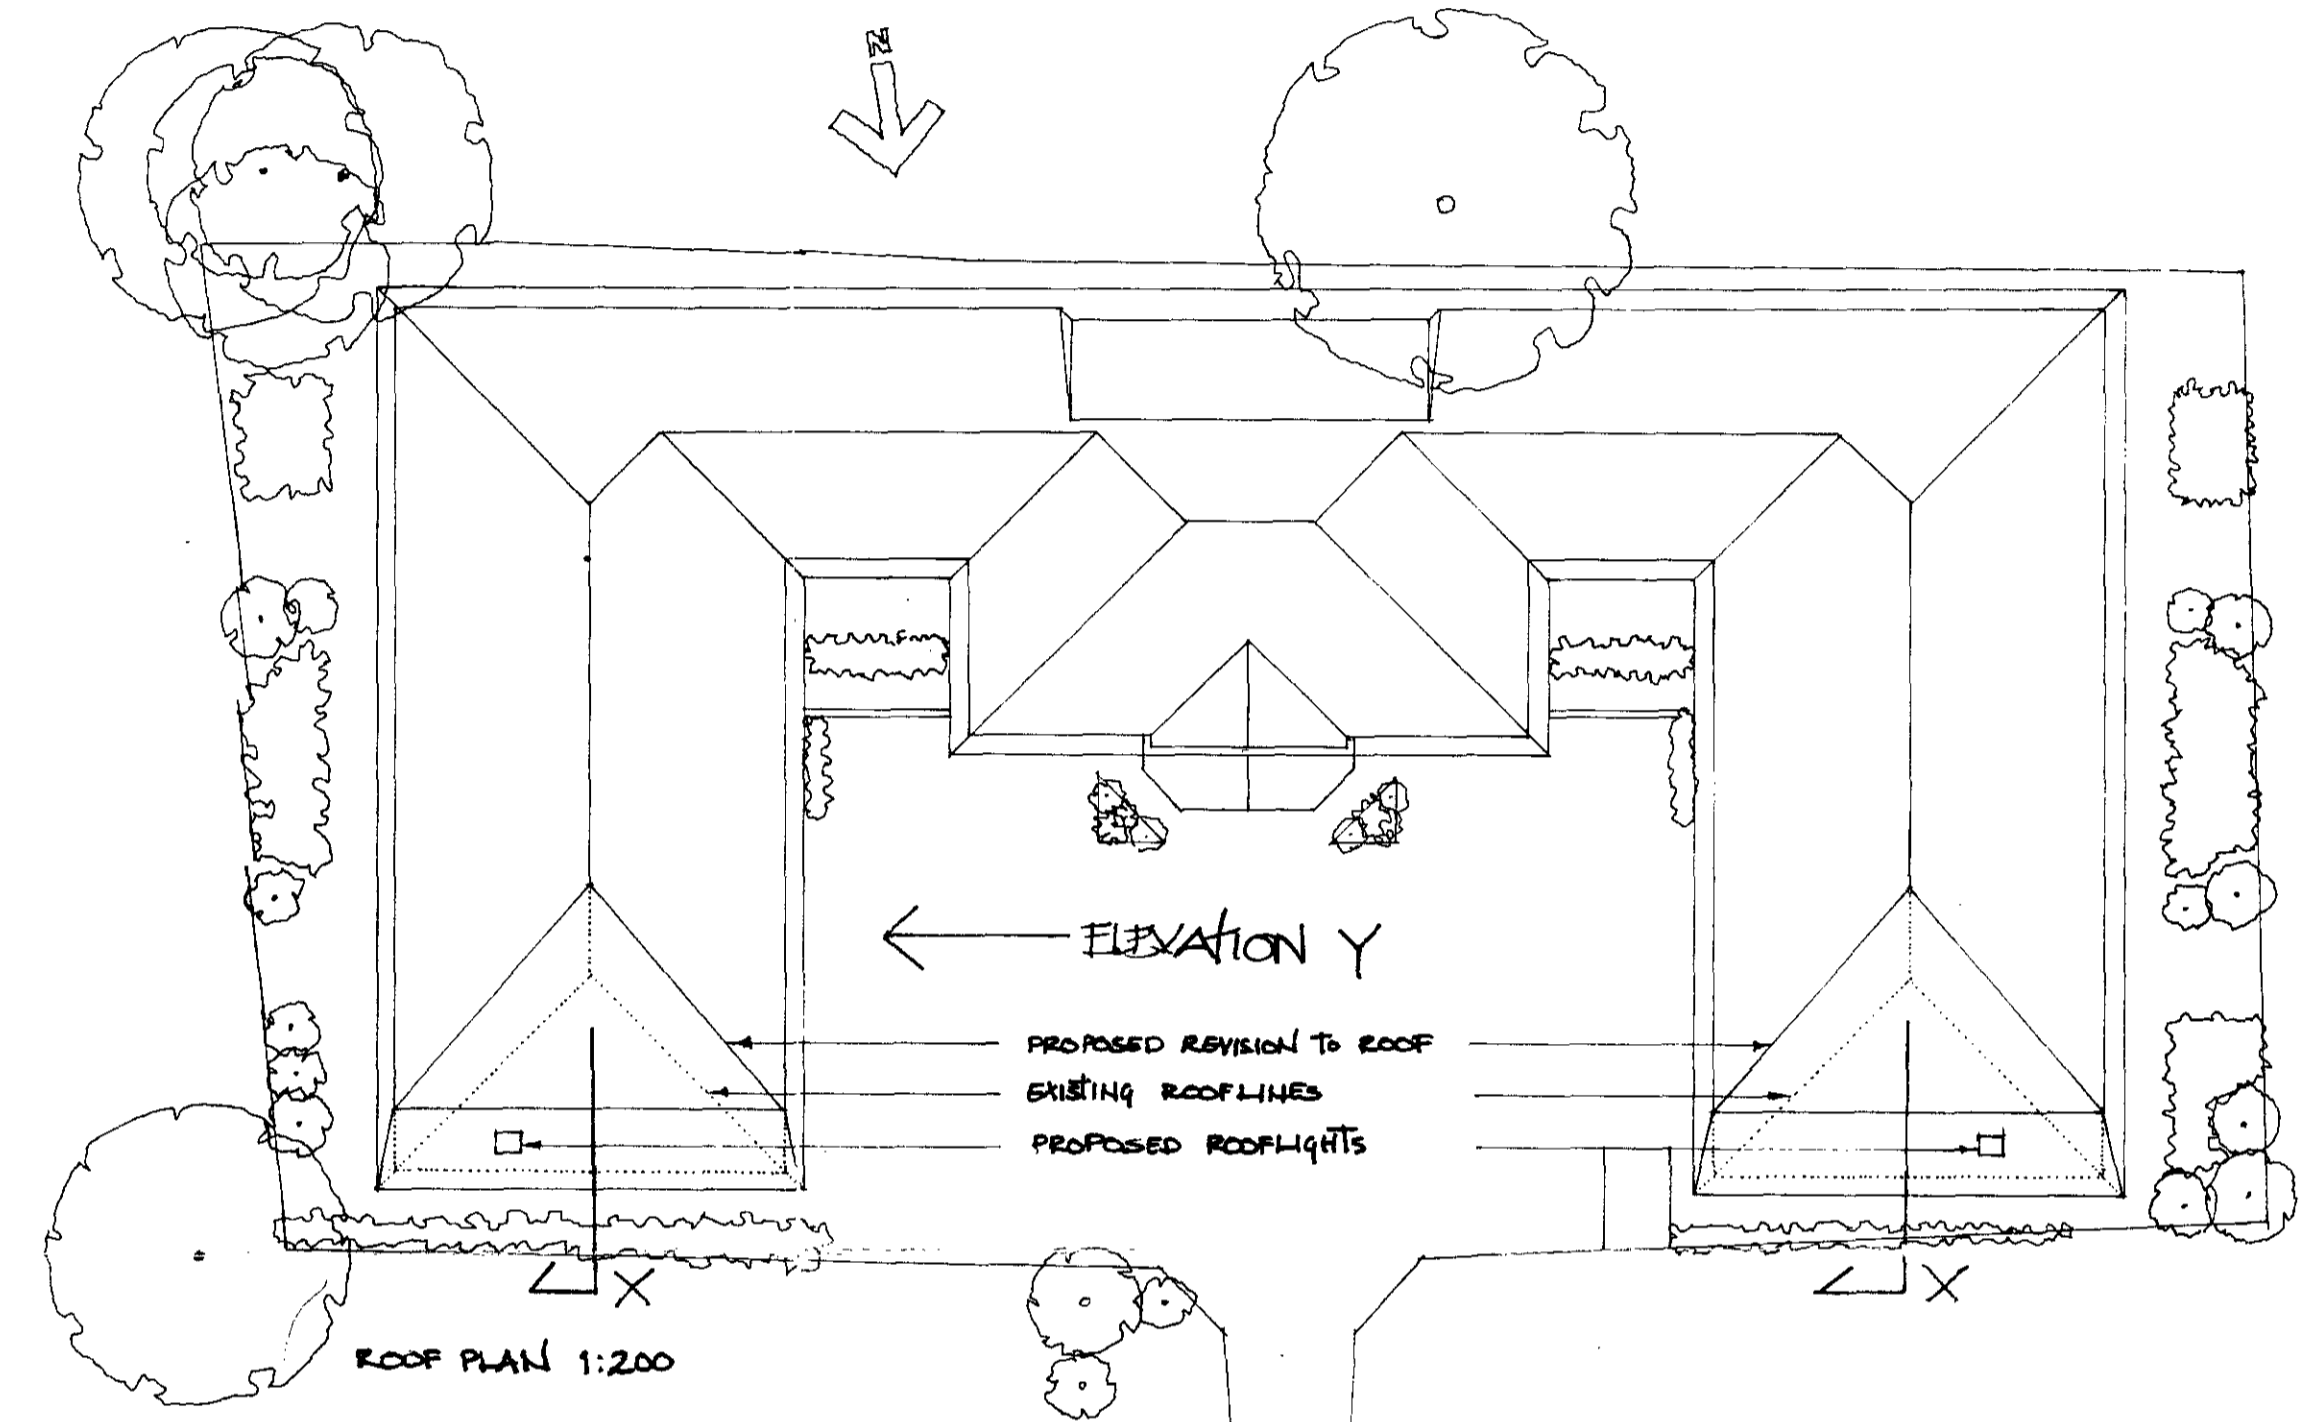 N
ELEVATION Y
PROPOSED REVISION TO ROOF
EXISTING ROOFLINES
PROPOSED ROOFLIGHTS
X
X
ROOF PLAN 1:200